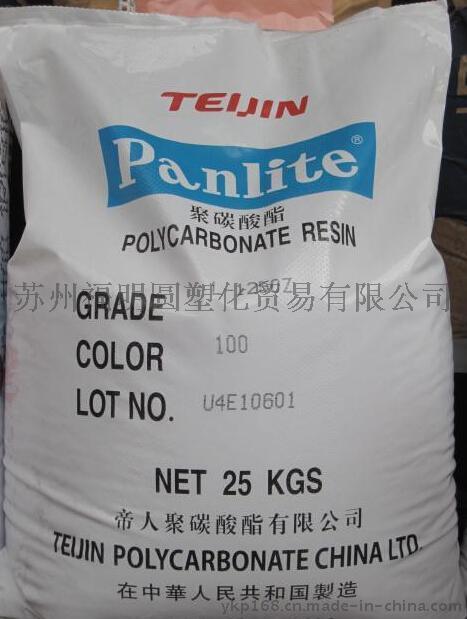 TEIJIN
Panlite®
聚碳酸酯
POLYCARBONATE RESIN
苏州福明圆塑化贸易有限公司
GRADE 1250Z
COLOR 100
LOT NO. U4E10601
NET 25 KGS
帝人聚碳酸酯有限公司
TEIJIN POLYCARBONATE CHINA LTD.
在中華人民共和国製造
ykp168.cn.made-in-china.com